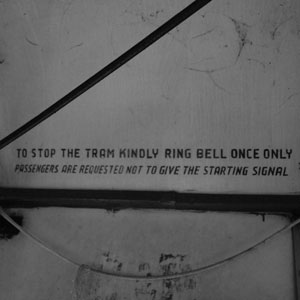 TO STOP THE TRAM KINDLY RING BELL ONCE ONLY
PASSENGERS ARE REQUESTED NOT TO GIVE THE STARTING SIGNAL